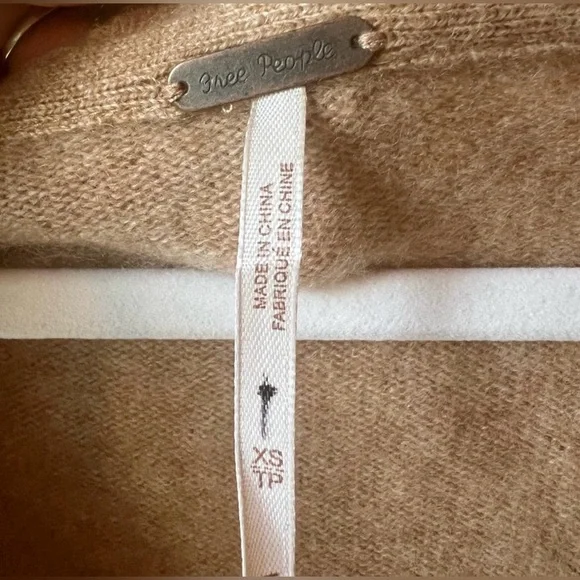 Free People
MADE IN CHINA
FABRIQUÉ EN CHINE
XS
TP